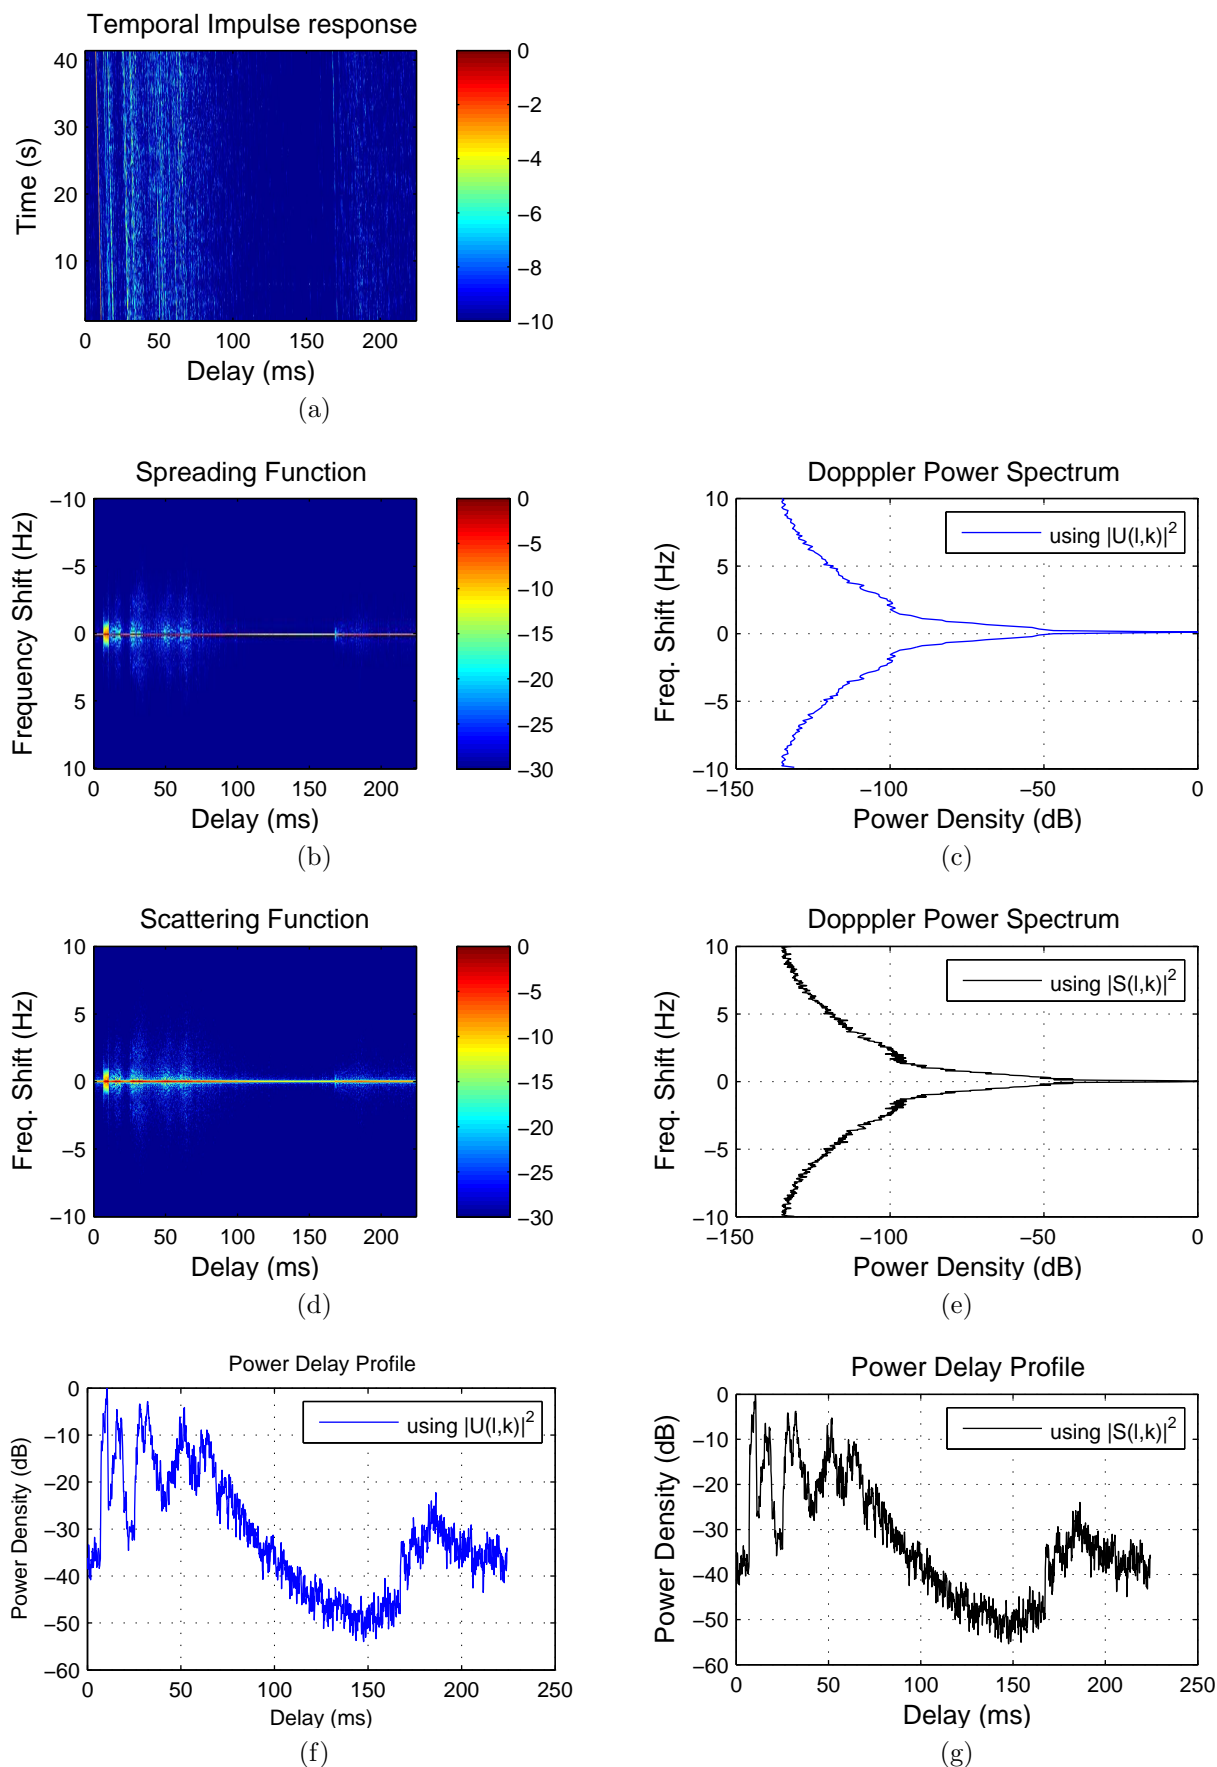 Temporal Impulse response
Time (s)
40
30
20
10
0 50 100 150 200
Delay (ms)
0
−2
−4
−6
−8
−10
(a)
Spreading Function
Frequency Shift (Hz)
−10
−5
0
5
10
0 50 100 150 200
Delay (ms)
0
−5
−10
−15
−20
−25
−30
(b)
Dopppler Power Spectrum
Freq. Shift (Hz)
10
5
0
−5
−10
−150 −100 −50 0
Power Density (dB)
using |U(l,k)|²
(c)
Scattering Function
Freq. Shift (Hz)
10
5
0
−5
−10
0 50 100 150 200
Delay (ms)
0
−5
−10
−15
−20
−25
−30
(d)
Dopppler Power Spectrum
Freq. Shift (Hz)
10
5
0
−5
−10
−150 −100 −50 0
Power Density (dB)
using |S(l,k)|²
(e)
Power Delay Profile
Power Density (dB)
0
−10
−20
−30
−40
−50
−60
0 50 100 150 200 250
Delay (ms)
using |U(l,k)|²
(f)
Power Delay Profile
Power Density (dB)
0
−10
−20
−30
−40
−50
−60
0 50 100 150 200 250
Delay (ms)
using |S(l,k)|²
(g)